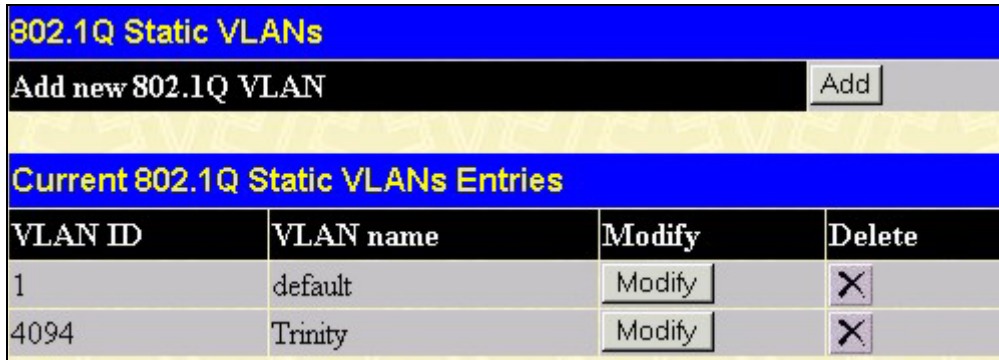 802.1Q Static VLANs
Add new 802.1Q VLAN Add
Current 802.1Q Static VLANs Entries
VLAN ID VLAN name Modify Delete
1 default Modify
4094 Trinity Modify